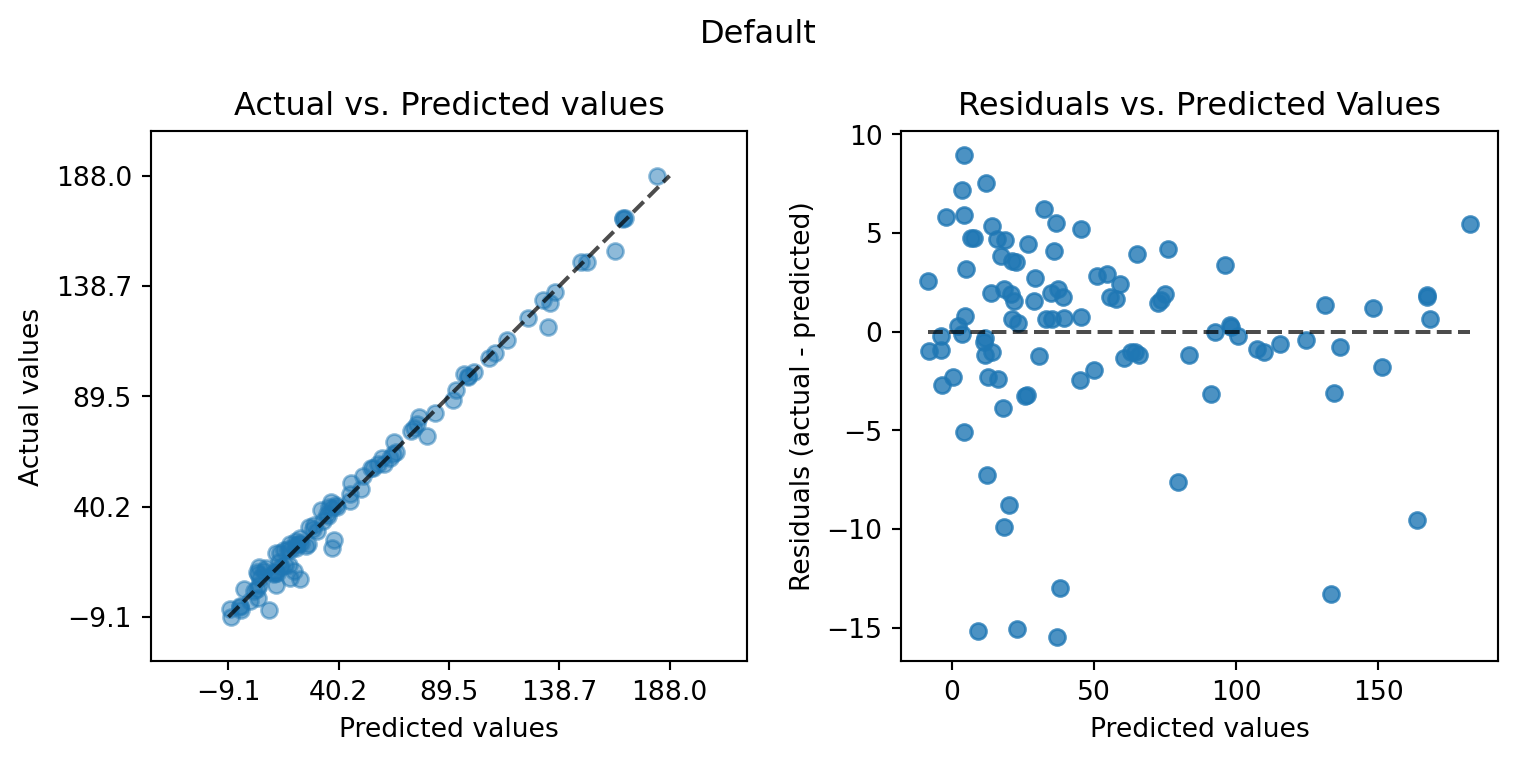 Default
Actual vs. Predicted values
Actual values
188.0
138.7
89.5
40.2
−9.1
−9.1 40.2 89.5 138.7 188.0
Predicted values
Residuals vs. Predicted Values
Residuals (actual - predicted)
10
5
0
−5
−10
−15
0 50 100 150
Predicted values